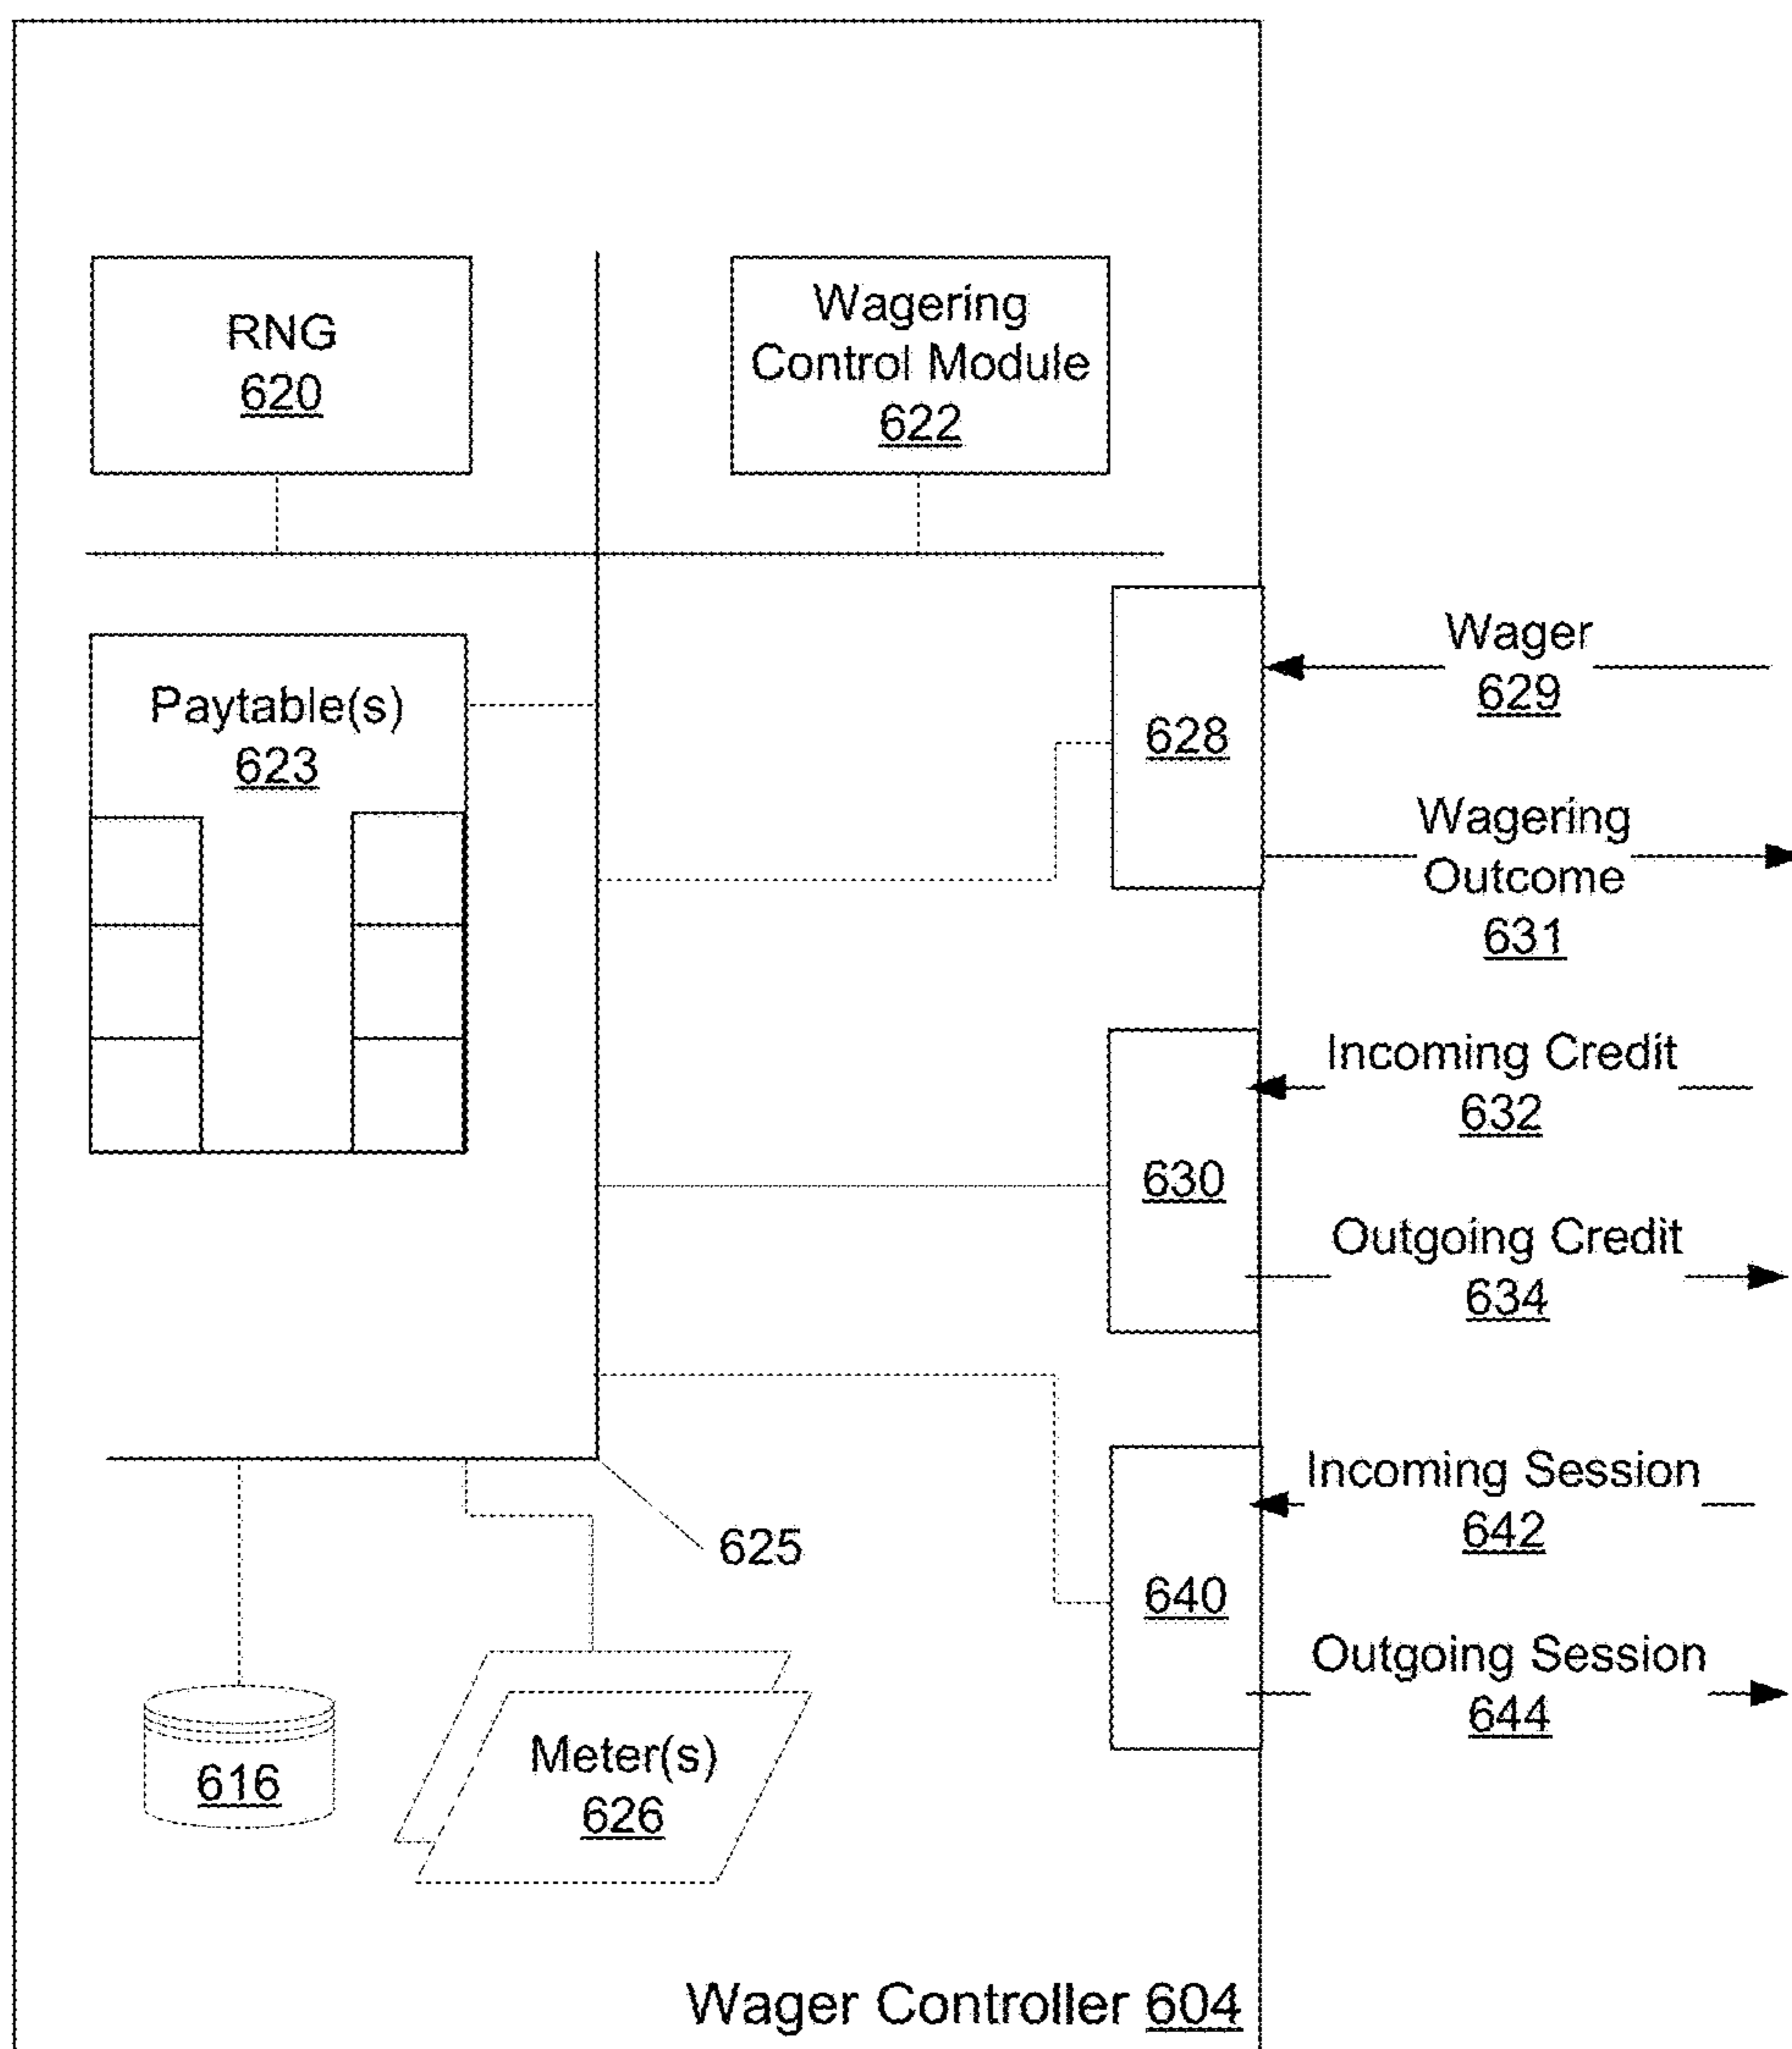 RNG
620
Wagering
Control Module
622
Paytable(s)
623
628
Wager
629
Wagering
Outcome
631
630
Incoming Credit
632
Outgoing Credit
634
625
640
Incoming Session
642
Outgoing Session
644
616
Meter(s)
626
Wager Controller 604